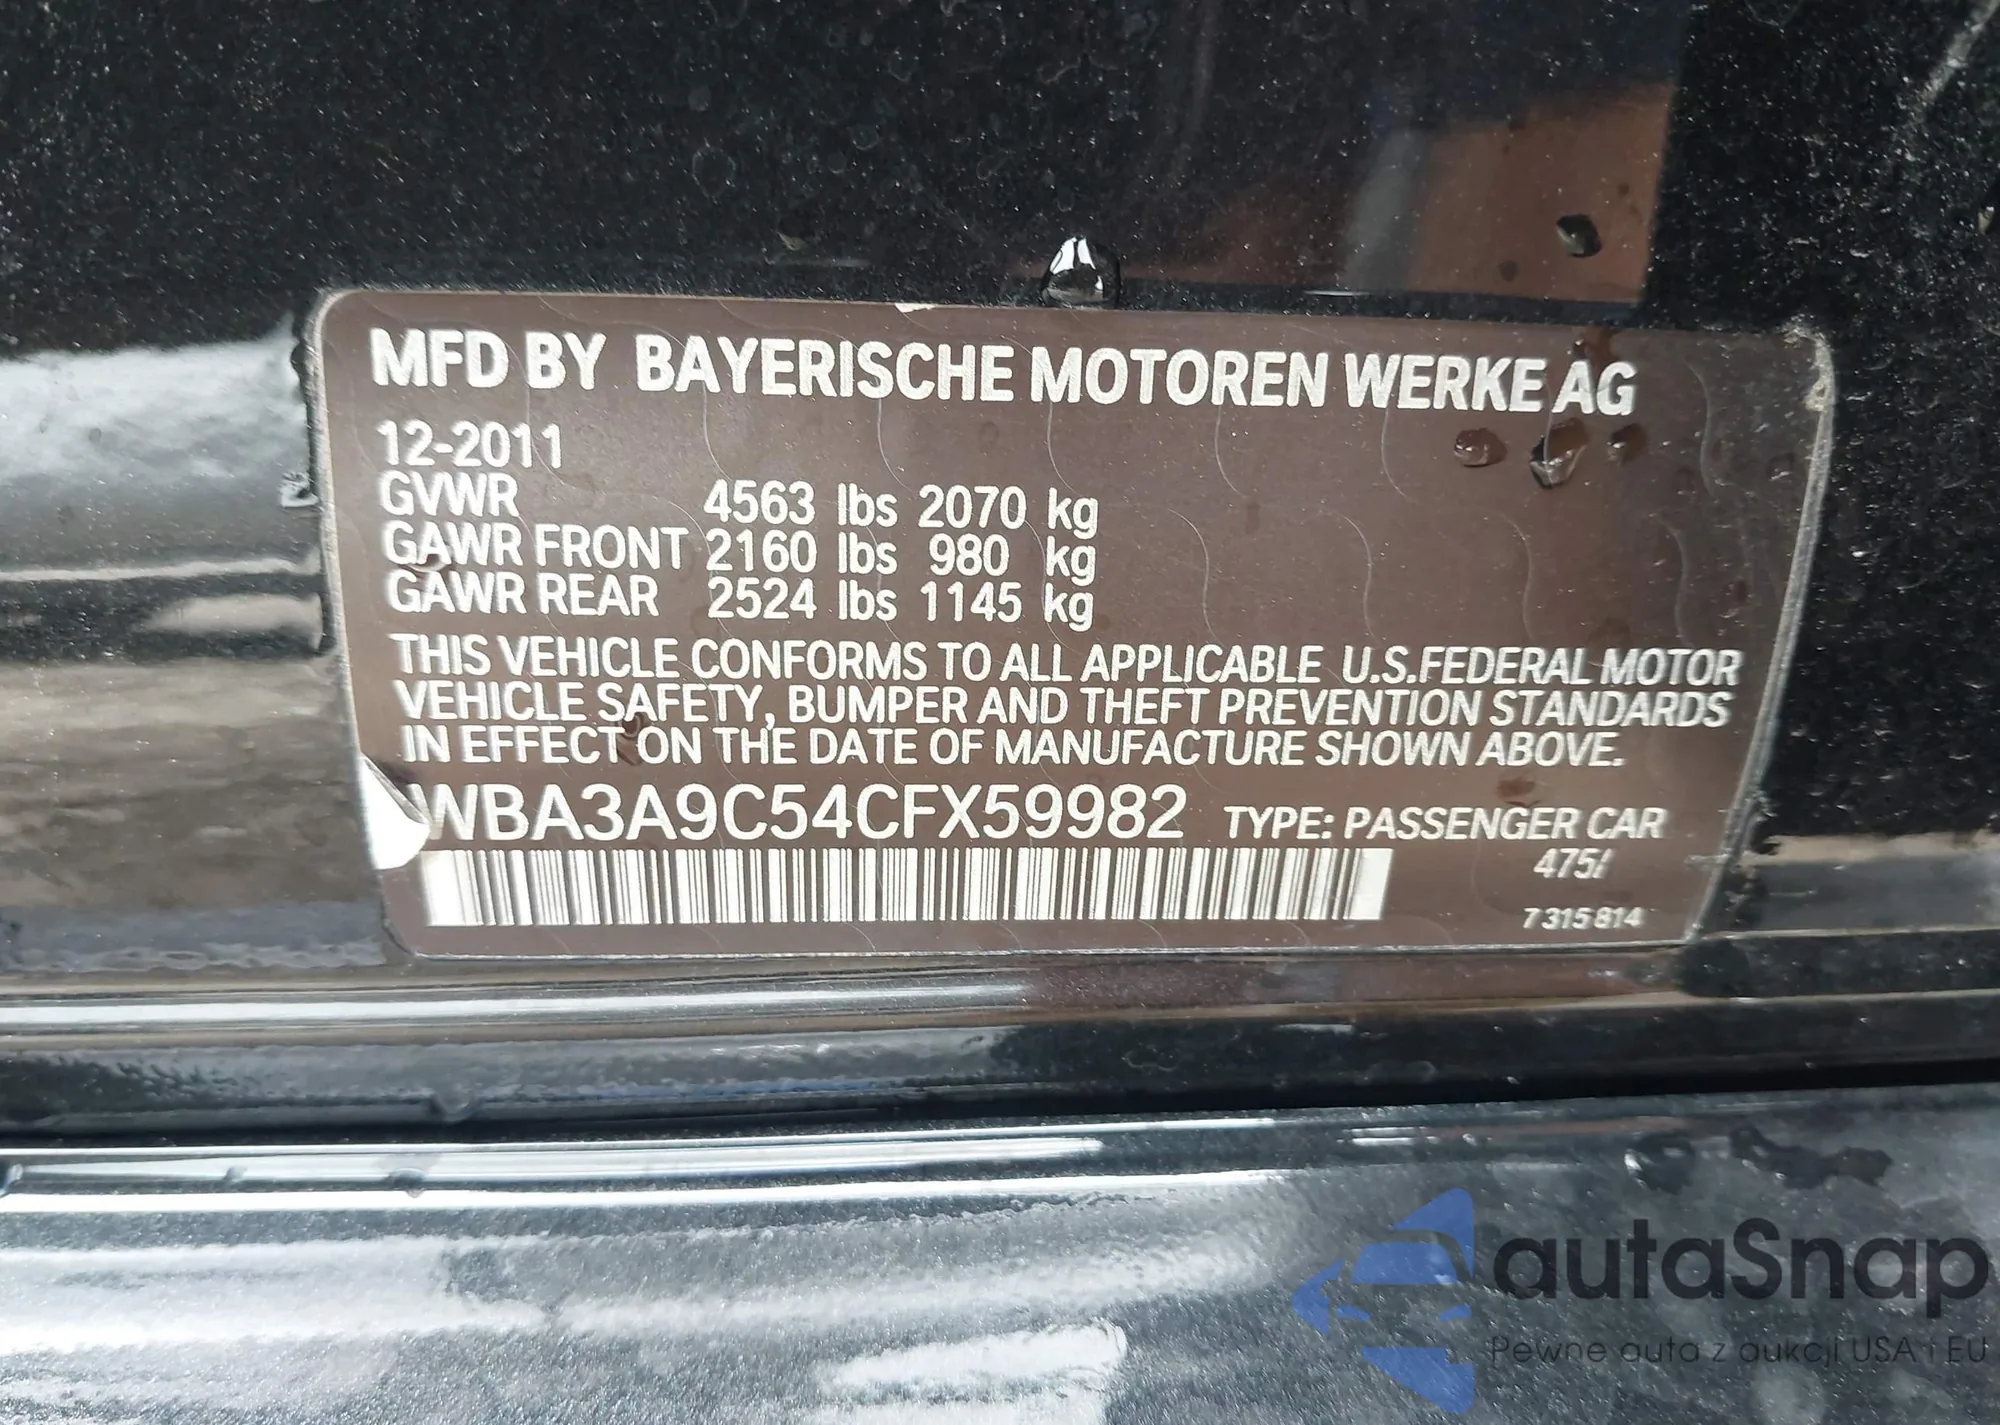 MFD BY BAYERISCHE MOTOREN WERKE AG
12-2011
GVWR 4563 lbs 2070 kg
GAWR FRONT 2160 lbs 980 kg
GAWR REAR 2524 lbs 1145 kg
THIS VEHICLE CONFORMS TO ALL APPLICABLE U.S.FEDERAL MOTOR
VEHICLE SAFETY, BUMPER AND THEFT PREVENTION STANDARDS
IN EFFECT ON THE DATE OF MANUFACTURE SHOWN ABOVE.
WBA3A9C54CFX59982 TYPE: PASSENGER CAR
7 315 814
autaSnap
Pewne auta z aukcji USA i EU